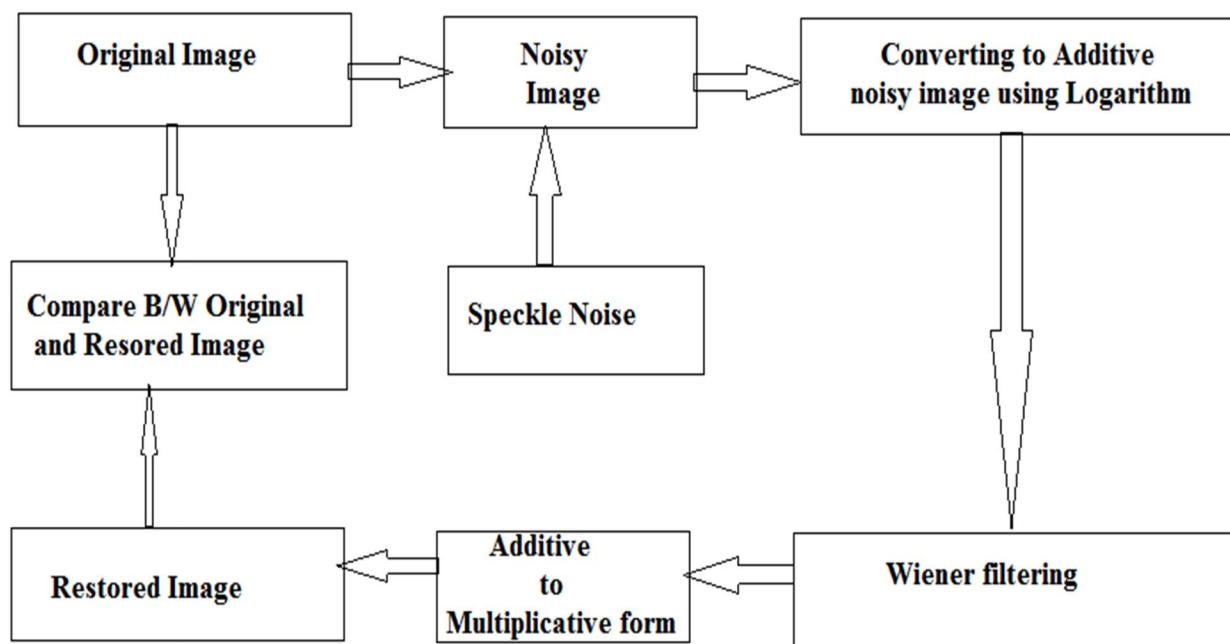 Original Image
Noisy
Image
Converting to Additive
noisy image using Logarithm
Compare B/W Original
and Resored Image
Speckle Noise
Restored Image
Additive
to
Multiplicative form
Wiener filtering